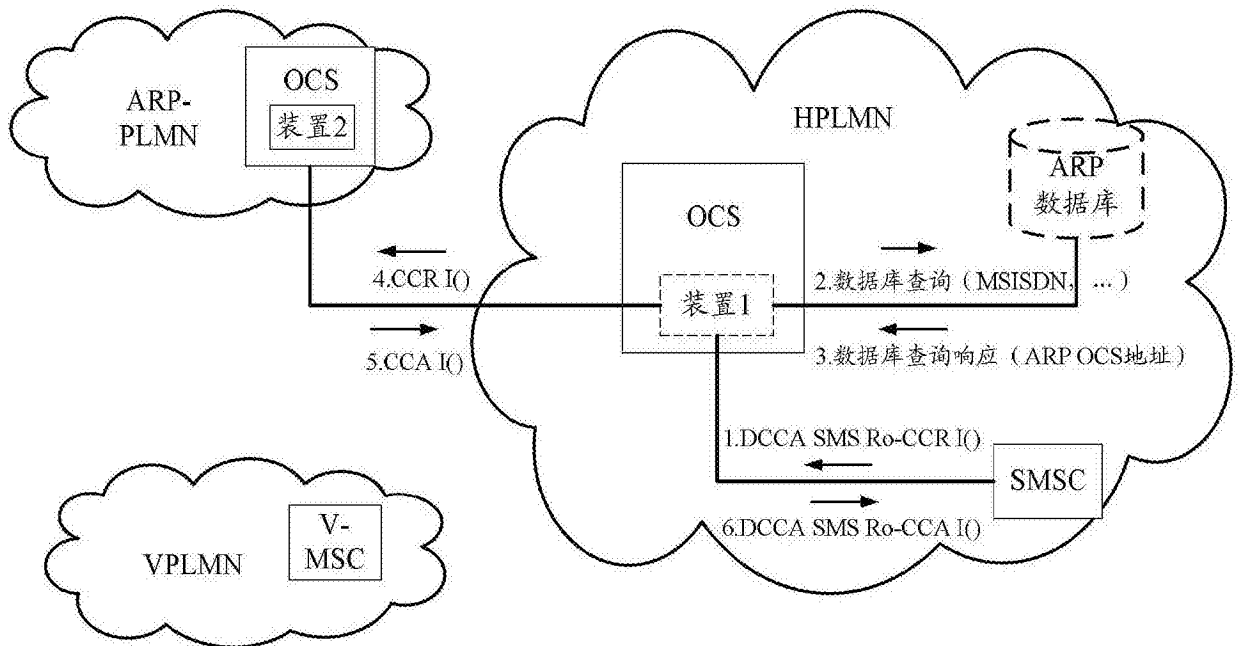 OCS
ARP-
PLMN
装置2
HPLMN
ARP
数据库
OCS
装置1
4.CCR I()
5.CCA I()
2.数据库查询（MSISDN，…）
3.数据库查询响应（ARP OCS地址）
1.DCCA SMS Ro-CCR I()
SMSC
6.DCCA SMS Ro-CCA I()
VPLMN
V-
MSC